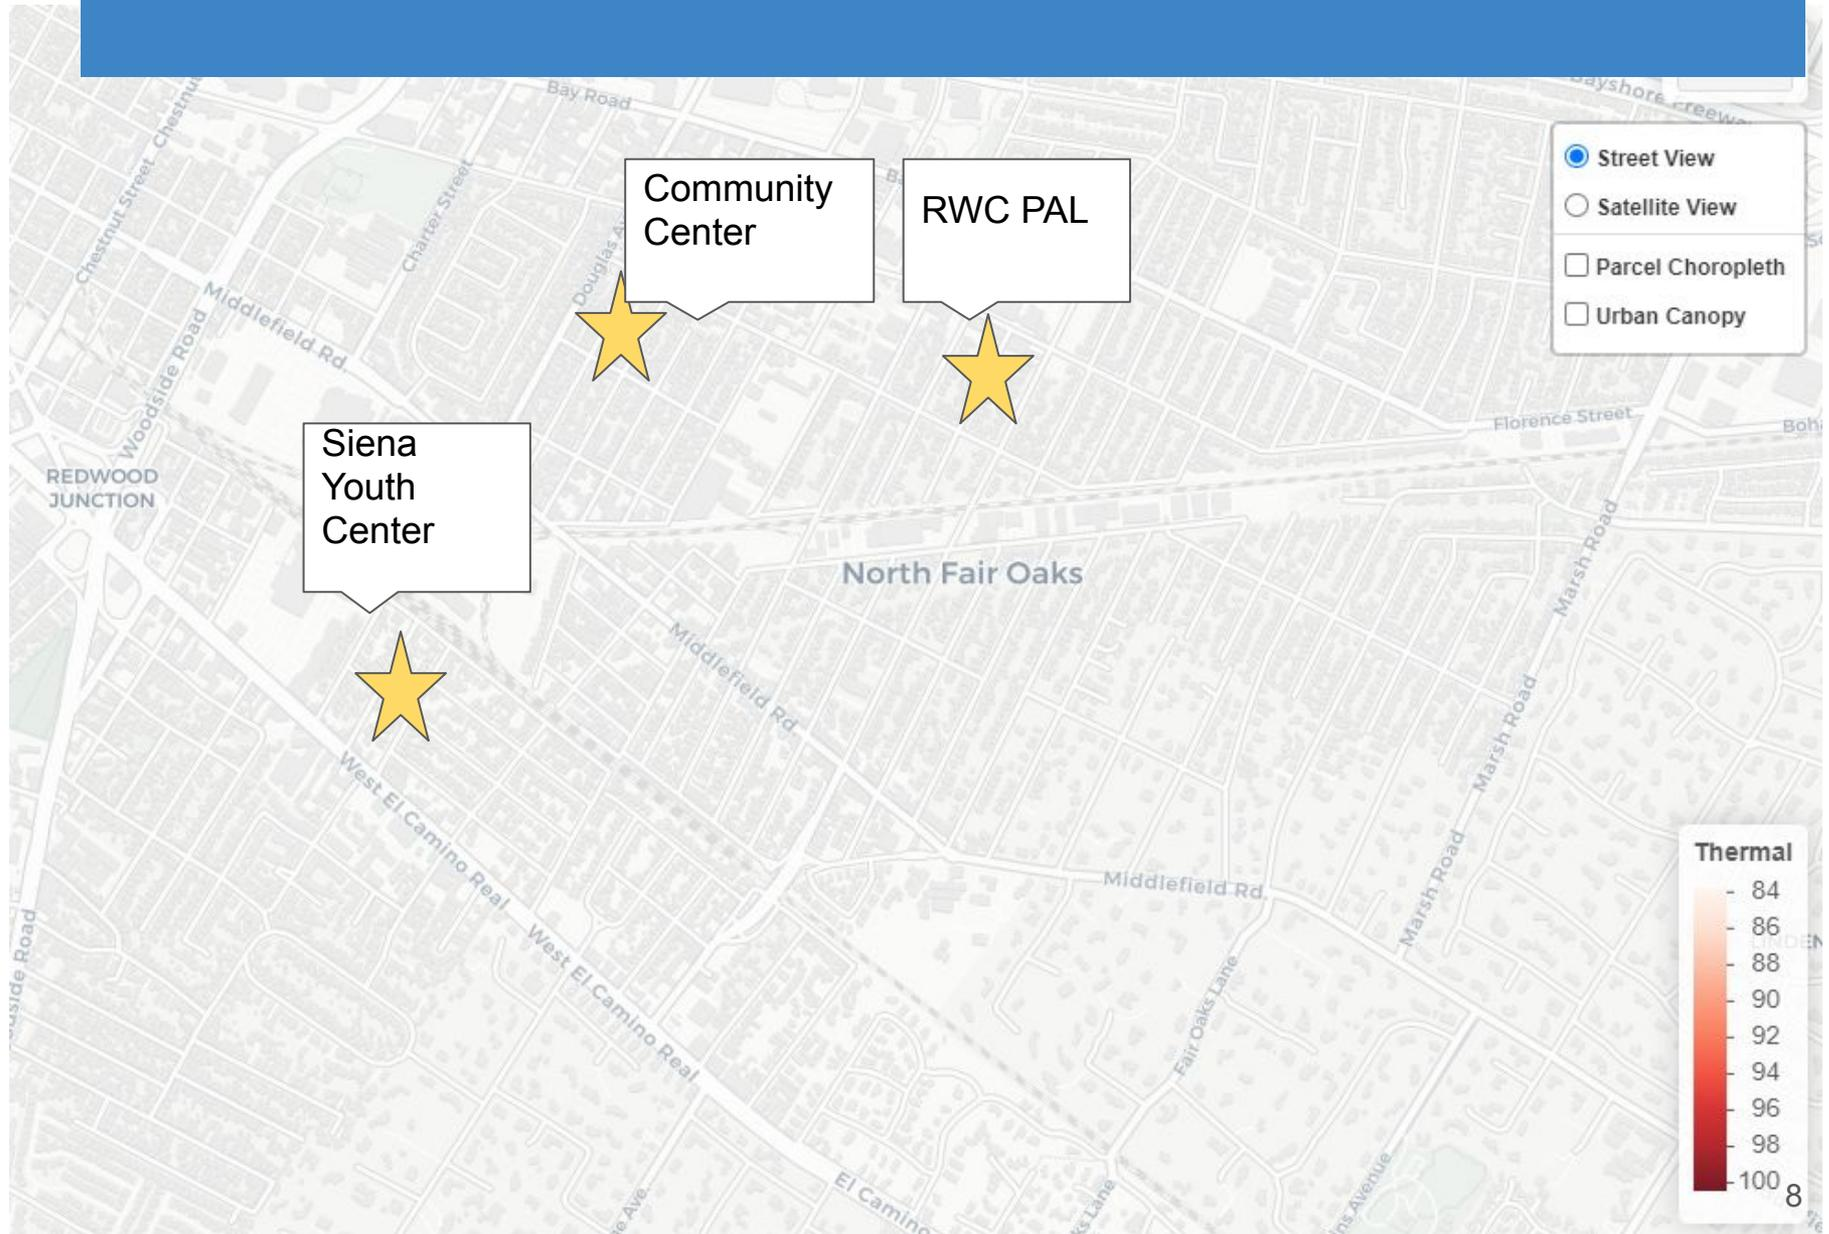 Bay Road
Bayshore Freeway
Chestnut Street
Chestnut
Charter Street
Community
Center
RWC PAL
Street View
Satellite View
Parcel Choropleth
Urban Canopy
Middlefield Rd
Woodside Road
Florence Street
REDWOOD
JUNCTION
Siena
Youth
Center
North Fair Oaks
Marsh Road
Middlefield Rd
Marsh Road
West El Camino Real
Marsh Road
Middlefield Rd.
West El Camino Real
Fair Oaks Lane
El Camino
Thermal
84
86
88
90
92
94
96
98
100
8